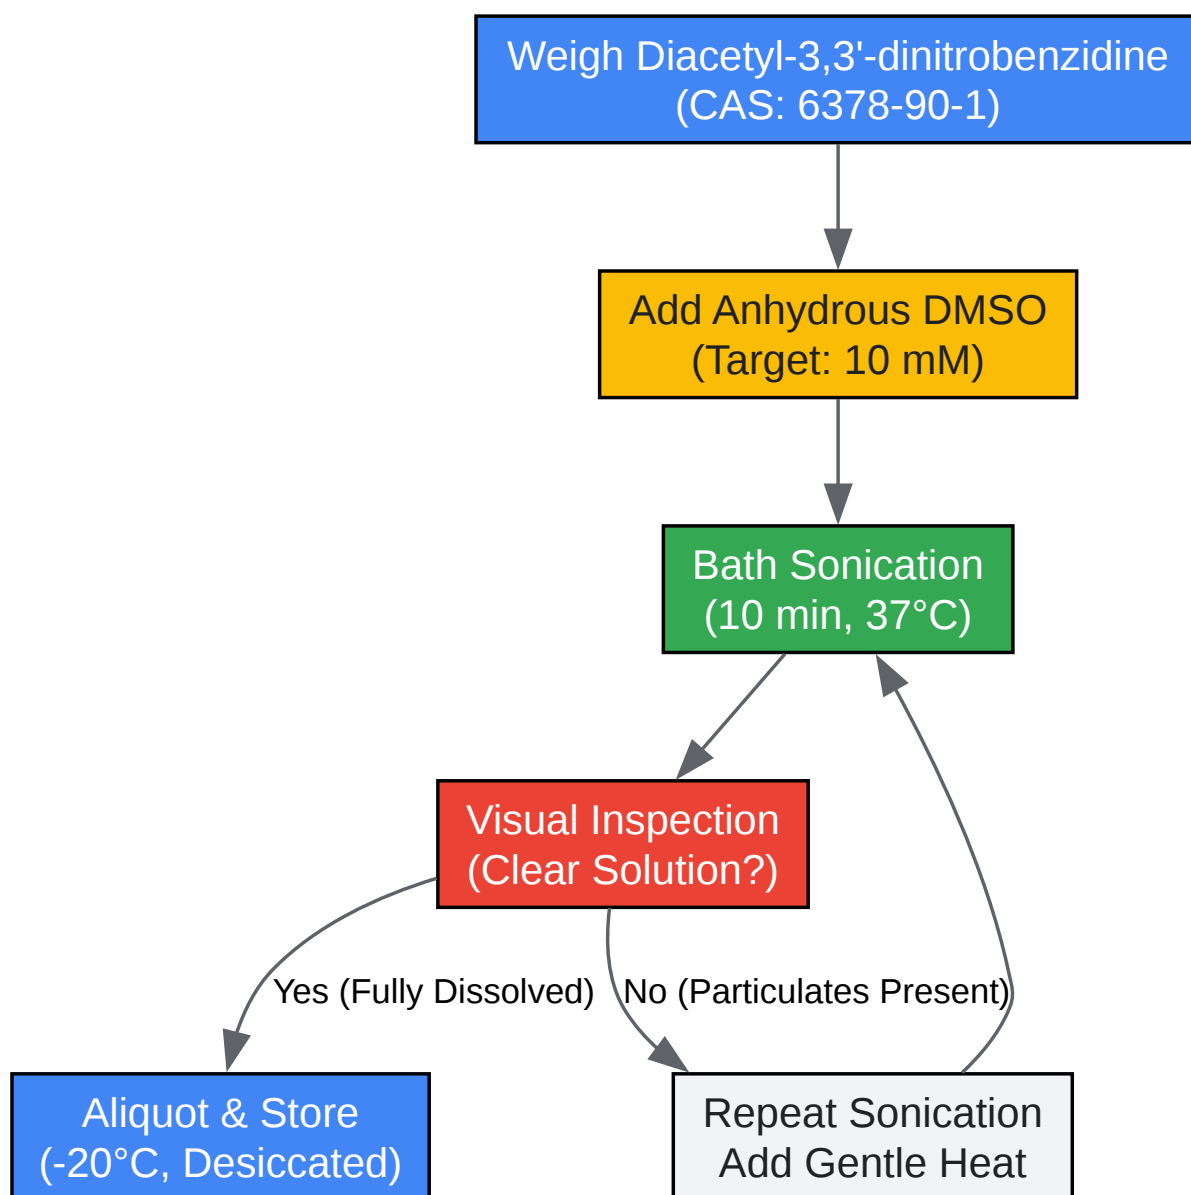 Weigh Diacetyl-3,3'-dinitrobenzidine
(CAS: 6378-90-1)
Add Anhydrous DMSO
(Target: 10 mM)
Bath Sonication
(10 min, 37°C)
Visual Inspection
(Clear Solution?)
Yes (Fully Dissolved)
No (Particulates Present)
Aliquot & Store
(-20°C, Desiccated)
Repeat Sonication
Add Gentle Heat